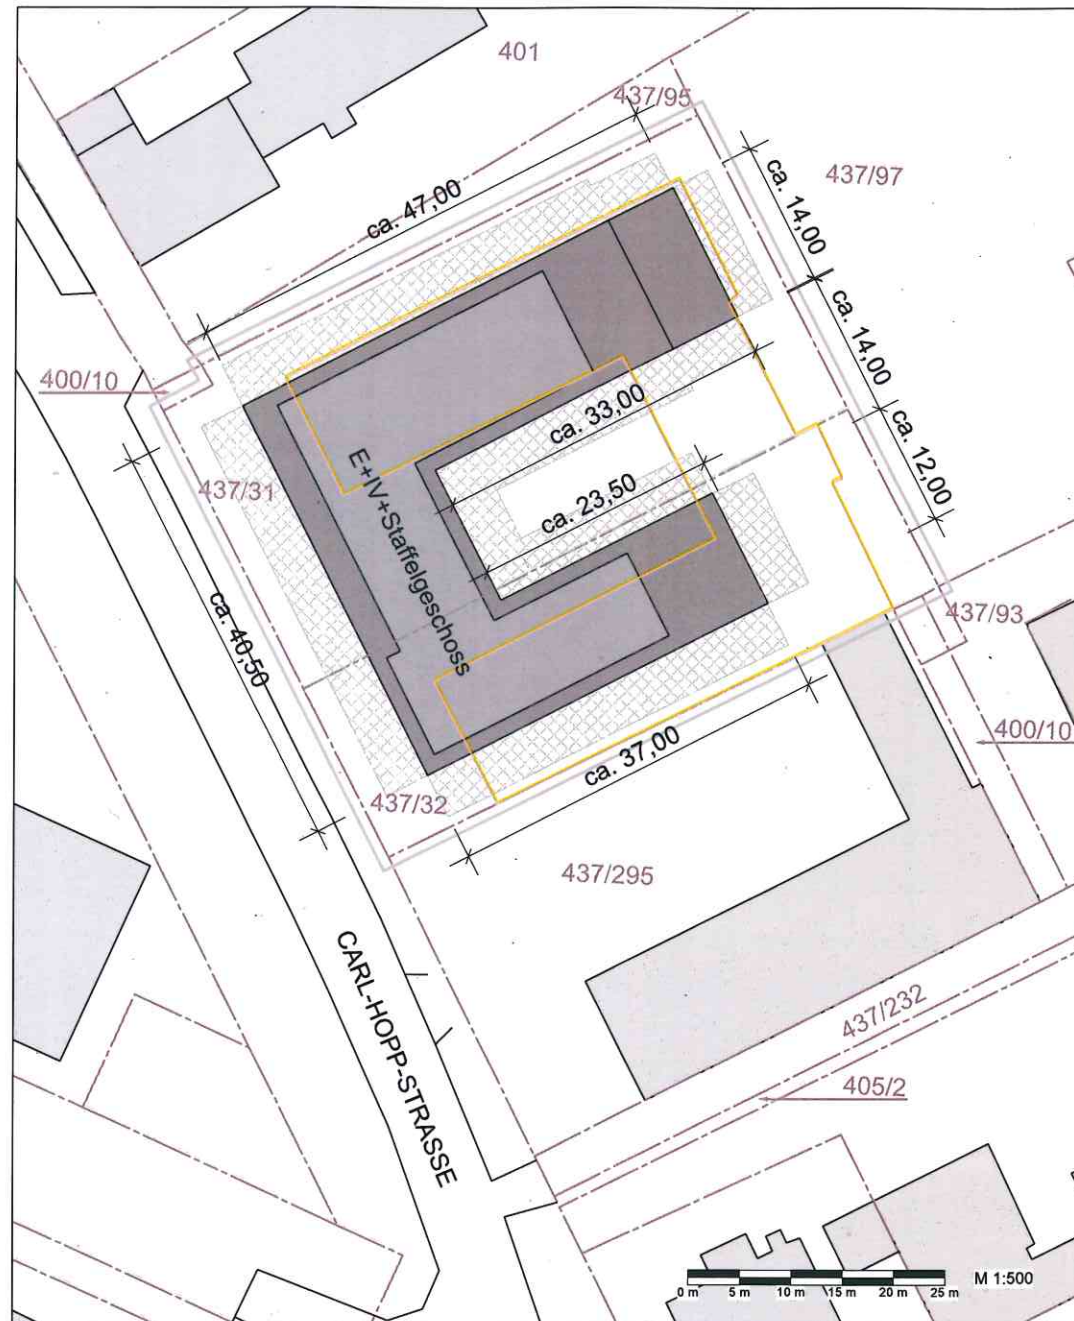 401
437/95
437/97
ca. 47,00
ca. 14,00
400/10
ca. 14,00
ca. 33,00
ca. 12,00
437/31
E+IV+Staffelgeschoss
ca. 23,50
ca. 40,50
437/93
400/10
ca. 37,00
437/32
437/295
CARL-HOPP-STRASSE
437/232
405/2
M 1:500
0 m 5 m 10 m 15 m 20 m 25 m